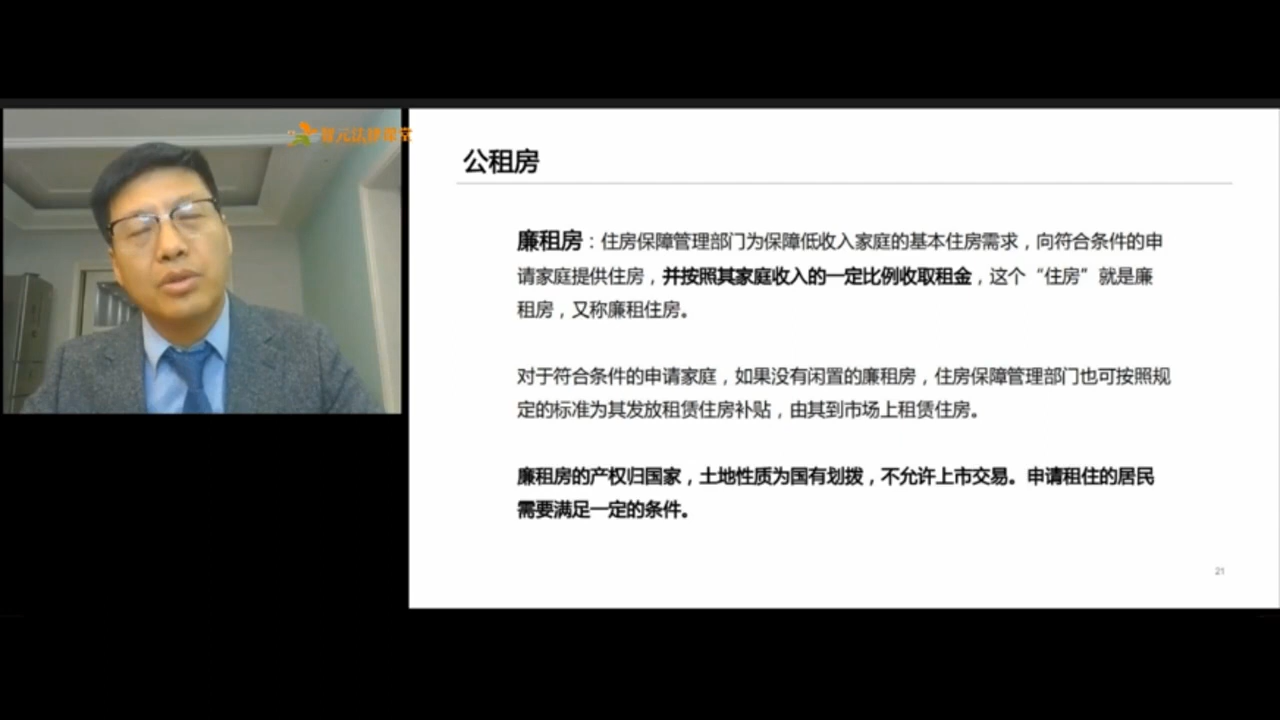 公租房
廉租房：住房保障管理部门为保障低收入家庭的基本住房需求，向符合条件的申
请家庭提供住房，并按照其家庭收入的一定比例收取租金，这个“住房”就是廉
租房，又称廉租住房。
对于符合条件的申请家庭，如果没有闲置的廉租房，住房保障管理部门也可按照规
定的标准为其发放租赁住房补贴，由其到市场上租赁住房。
廉租房的产权归国家，土地性质为国有划拨，不允许上市交易。申请租住的居民
需要满足一定的条件。
21